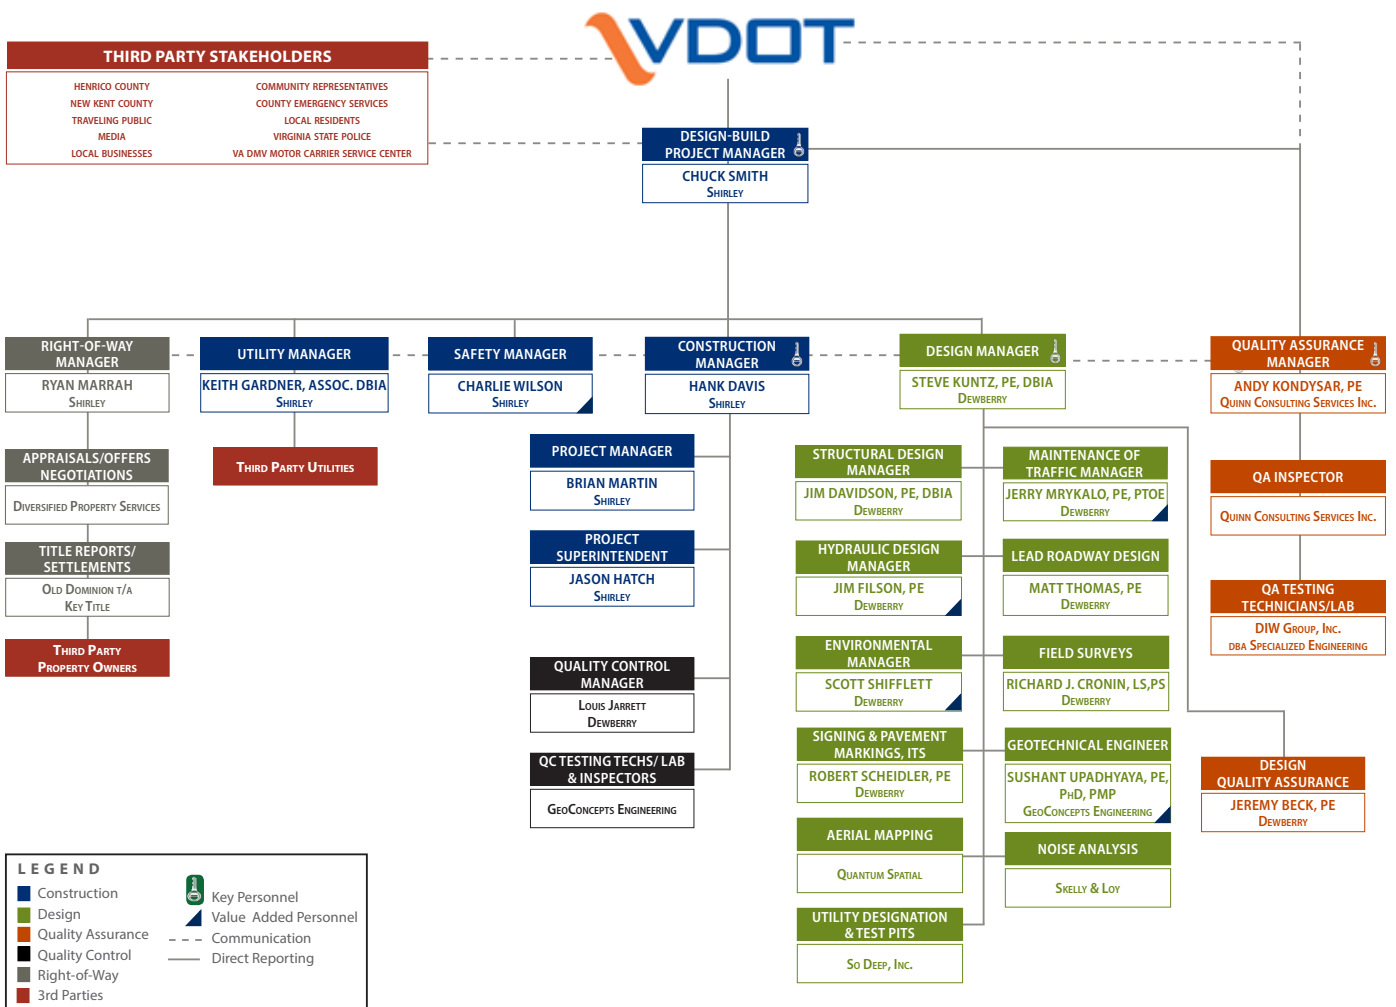 VDOT
THIRD PARTY STAKEHOLDERS
HENRICO COUNTY
NEW KENT COUNTY
TRAVELING PUBLIC
MEDIA
LOCAL BUSINESSES
COMMUNITY REPRESENTATIVES
COUNTY EMERGENCY SERVICES
LOCAL RESIDENTS
VIRGINIA STATE POLICE
VA DMV MOTOR CARRIER SERVICE CENTER
DESIGN-BUILD
PROJECT MANAGER
CHUCK SMITH
SHIRLEY
RIGHT-OF-WAY
MANAGER
RYAN MARRAH
SHIRLEY
APPRAISALS/OFFERS
NEGOTIATIONS
DIVERSIFIED PROPERTY SERVICES
TITLE REPORTS/
SETTLEMENTS
OLD DOMINION T/A
KEY TITLE
THIRD PARTY
PROPERTY OWNERS
UTILITY MANAGER
KEITH GARDNER, ASSOC. DBIA
SHIRLEY
THIRD PARTY UTILITIES
SAFETY MANAGER
CHARLIE WILSON
SHIRLEY
CONSTRUCTION
MANAGER
HANK DAVIS
SHIRLEY
PROJECT MANAGER
BRIAN MARTIN
SHIRLEY
PROJECT
SUPERINTENDENT
JASON HATCH
SHIRLEY
QUALITY CONTROL
MANAGER
LOUIS JARRETT
DEWBERRY
QC TESTING TECHS/ LAB
& INSPECTORS
GEOCONCEPTS ENGINEERING
DESIGN MANAGER
STEVE KUNTZ, PE, DBIA
DEWBERRY
STRUCTURAL DESIGN
MANAGER
JIM DAVIDSON, PE, DBIA
DEWBERRY
MAINTENANCE OF
TRAFFIC MANAGER
JERRY MRYKALO, PE, PTOE
DEWBERRY
HYDRAULIC DESIGN
MANAGER
JIM FILSON, PE
DEWBERRY
LEAD ROADWAY DESIGN
MATT THOMAS, PE
DEWBERRY
ENVIRONMENTAL
MANAGER
SCOTT SHIFFLETT
DEWBERRY
FIELD SURVEYS
RICHARD J. CRONIN, LS,PS
DEWBERRY
SIGNING & PAVEMENT
MARKINGS, ITS
ROBERT SCHEIDLER, PE
DEWBERRY
GEOTECHNICAL ENGINEER
SUSHANT UPADHYAYA, PE,
PHD, PMP
GEOCONCEPTS ENGINEERING
AERIAL MAPPING
QUANTUM SPATIAL
NOISE ANALYSIS
SKELLY & LOY
UTILITY DESIGNATION
& TEST PITS
SO DEEP, INC.
QUALITY ASSURANCE
MANAGER
ANDY KONDYSAR, PE
QUINN CONSULTING SERVICES INC.
QA INSPECTOR
QUINN CONSULTING SERVICES INC.
QA TESTING
TECHNICIANS/LAB
DIW GROUP, INC.
DBA SPECIALIZED ENGINEERING
DESIGN
QUALITY ASSURANCE
JEREMY BECK, PE
DEWBERRY
LEGEND
Construction
Design
Quality Assurance
Quality Control
Right-of-Way
3rd Parties
Key Personnel
Value Added Personnel
Communication
Direct Reporting